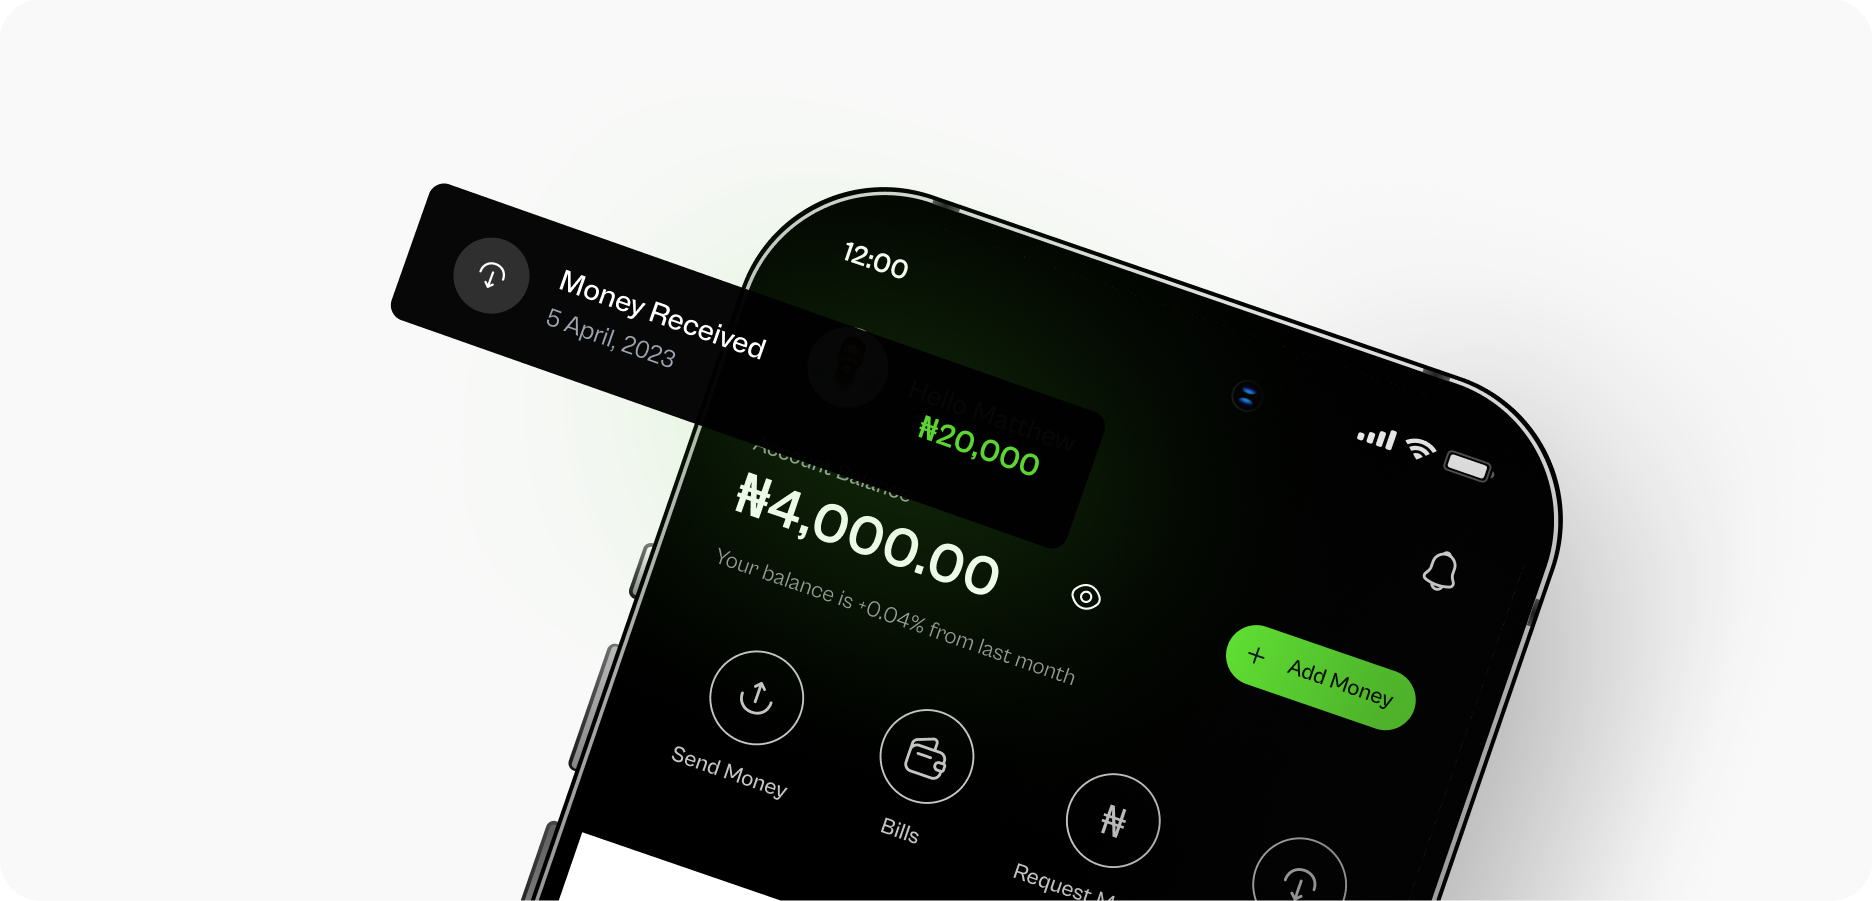 12:00
Money Received
5 April, 2023
Hello Matthew
₦20,000
Account Balance
₦4,000.00
Your balance is +0.04% from last month
+ Add Money
Send Money
Bills
₦
Request M